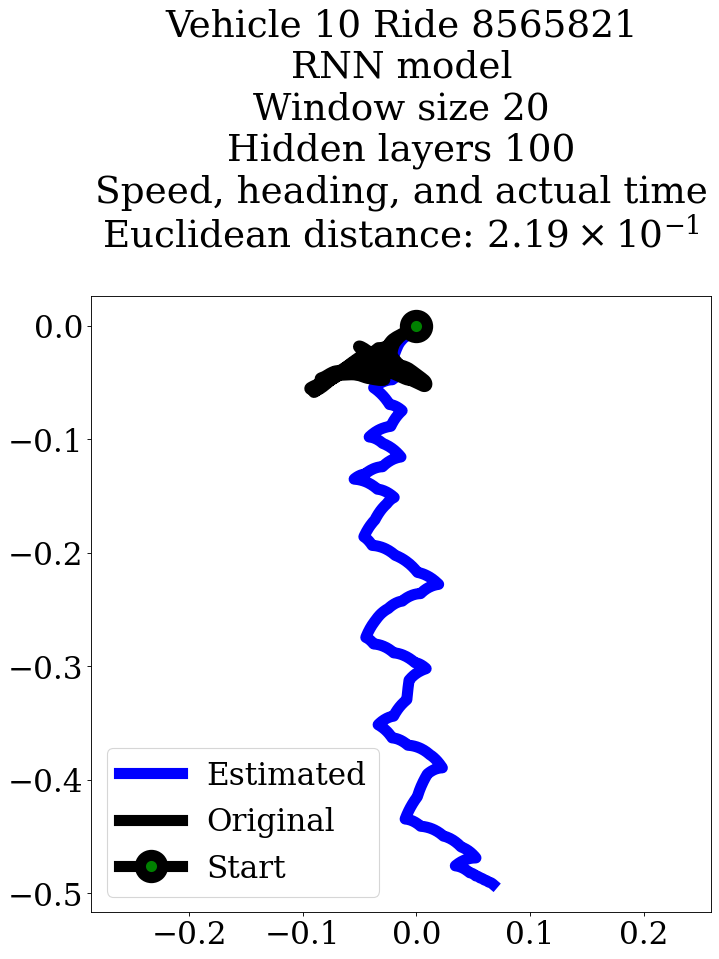 Vehicle 10 Ride 8565821
RNN model
Window size 20
Hidden layers 100
Speed, heading, and actual time
Euclidean distance: 2.19 × 10⁻¹
0.0
−0.1
−0.2
−0.3
−0.4
−0.5
Estimated
Original
Start
−0.2 −0.1 0.0 0.1 0.2